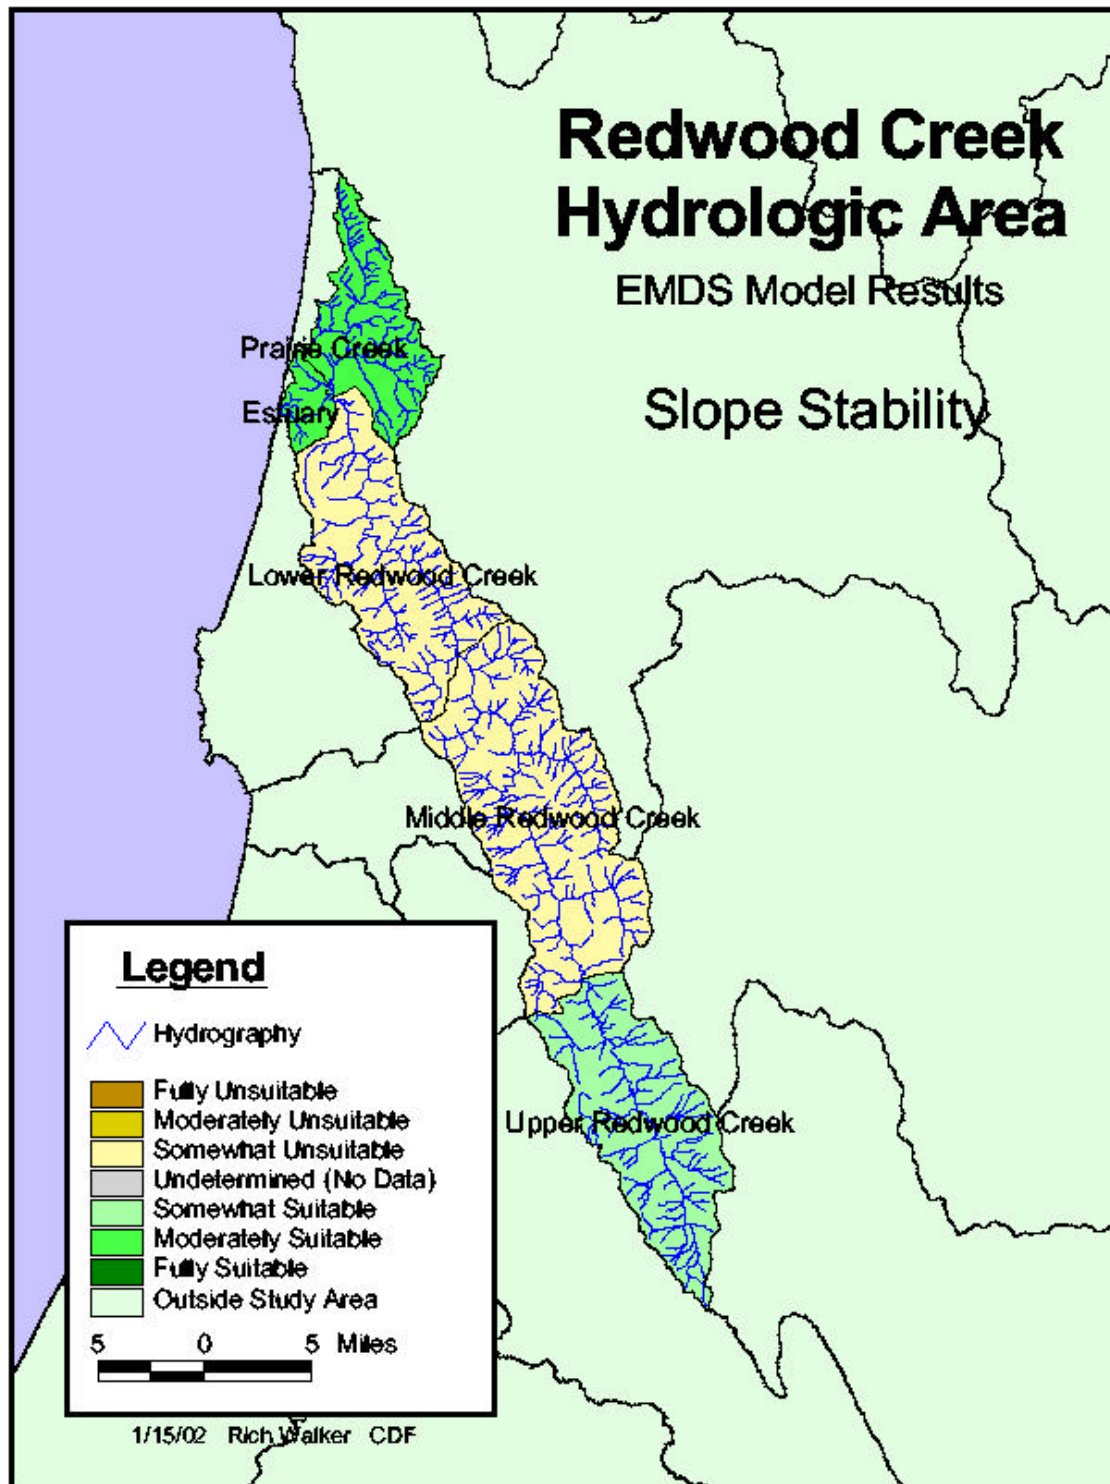 Redwood Creek
Hydrologic Area
EMDS Model Results
Slope Stability
Prairie Creek
Estuary
Lower Redwood Creek
Middle Redwood Creek
Upper Redwood Creek
Legend
Hydrography
Fully Unsuitable
Moderately Unsuitable
Somewhat Unsuitable
Undetermined (No Data)
Somewhat Suitable
Moderately Suitable
Fully Suitable
Outside Study Area
5 0 5 Miles
1/15/02 Rich Walker CDF